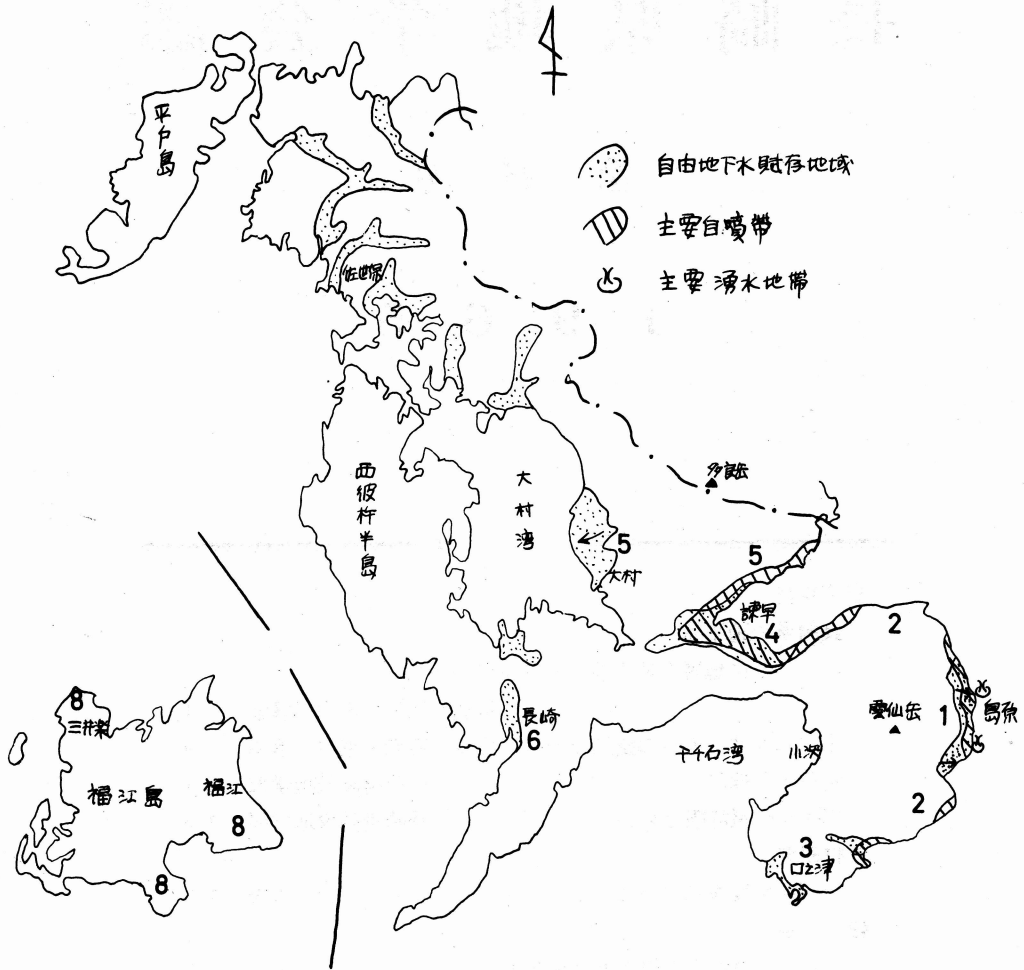 平戸島
自由地下水賦存地域
主要自噴帯
主要湧水地帯
佐世保
多良岳
西彼杵半島
大村湾
5
大村
5
諫早
4
2
8
三井楽
福江島
福江
8
8
長崎
6
千々石湾
小浜
雲仙岳
1
島原
2
3
口之津